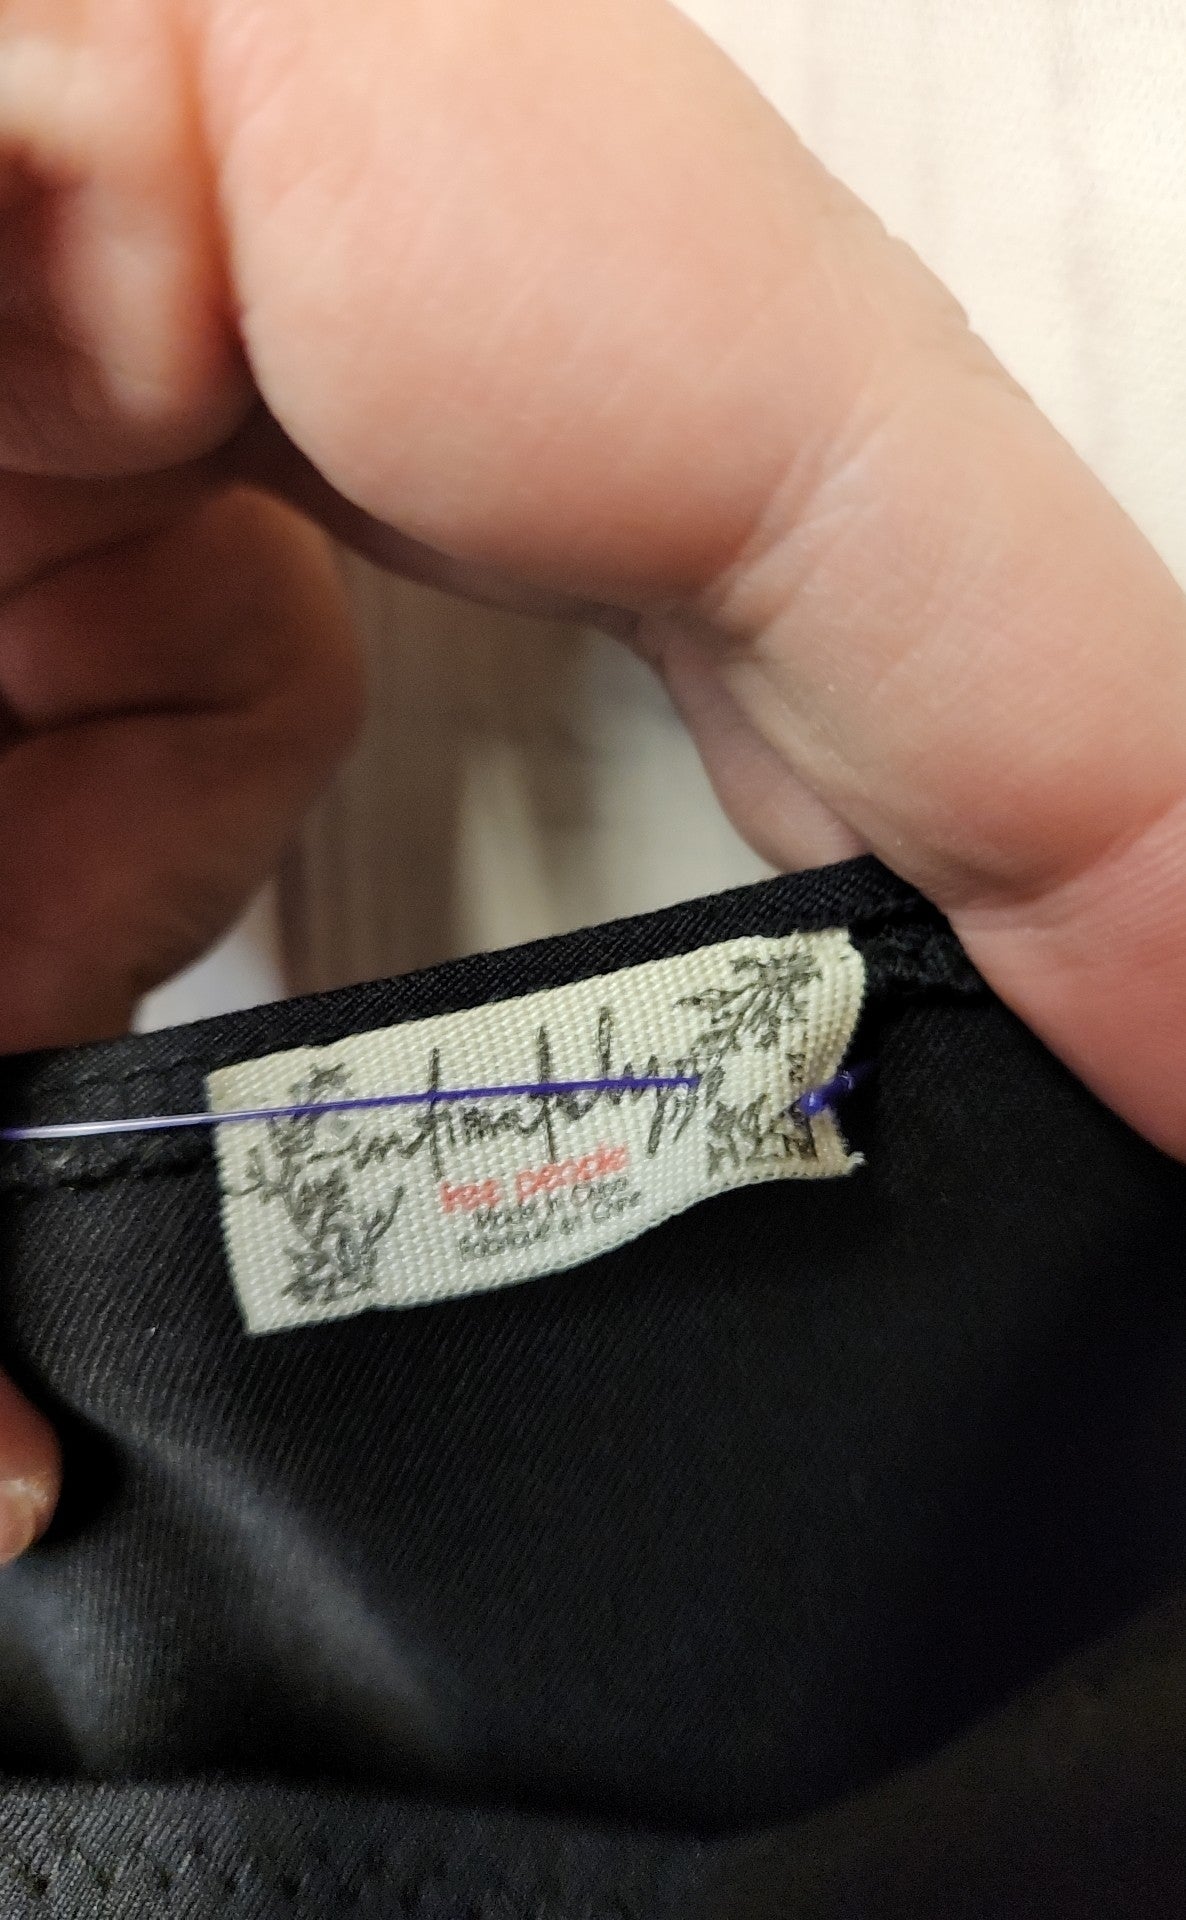 intimately
free people
Made in China
Fabriqué en Chine